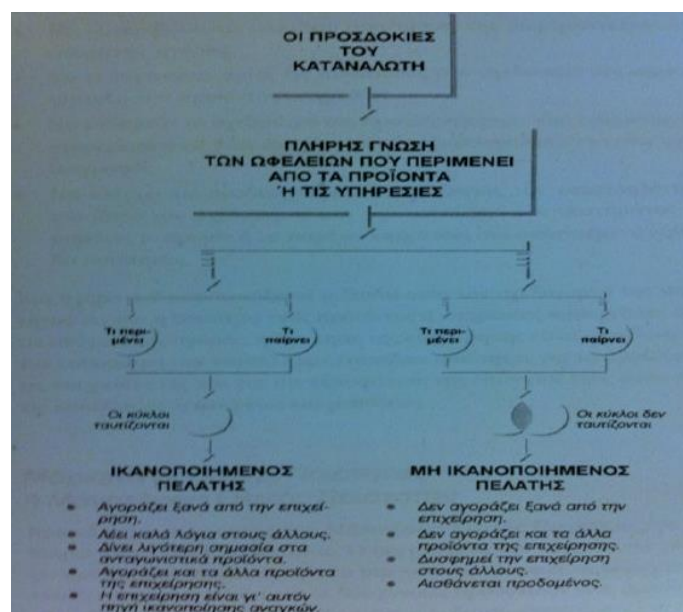 ΟΙ ΠΡΟΣΔΟΚΙΕΣ
ΤΟΥ
ΚΑΤΑΝΑΛΩΤΗ
ΠΛΗΡΗΣ ΓΝΩΣΗ
ΤΩΝ ΩΦΕΛΕΙΩΝ ΠΟΥ ΠΕΡΙΜΕΝΕΙ
ΑΠΟ ΤΑ ΠΡΟΪΟΝΤΑ
Ή ΤΙΣ ΥΠΗΡΕΣΙΕΣ
Τι περι-
μένει
Τι
παίρνει
Τι περι-
μένει
Τι
παίρνει
Οι κύκλοι
ταυτίζονται
Οι κύκλοι δεν
ταυτίζονται
ΙΚΑΝΟΠΟΙΗΜΕΝΟΣ
ΠΕΛΑΤΗΣ
• Αγοράζει ξανά από την επιχεί-
ρηση.
• Λέει καλά λόγια στους άλλους.
• Δίνει λιγότερη σημασία στα
ανταγωνιστικά προϊόντα.
• Αγοράζει και τα άλλα προϊόντα
της επιχείρησης.
• Η επιχείρηση είναι γι' αυτόν
πηγή ικανοποίησης αναγκών.
ΜΗ ΙΚΑΝΟΠΟΙΗΜΕΝΟΣ
ΠΕΛΑΤΗΣ
• Δεν αγοράζει ξανά από την
επιχείρηση.
• Δεν αγοράζει και τα άλλα
προϊόντα της επιχείρησης.
• Δυσφημεί την επιχείρηση
στους άλλους.
• Αισθάνεται προδομένος.